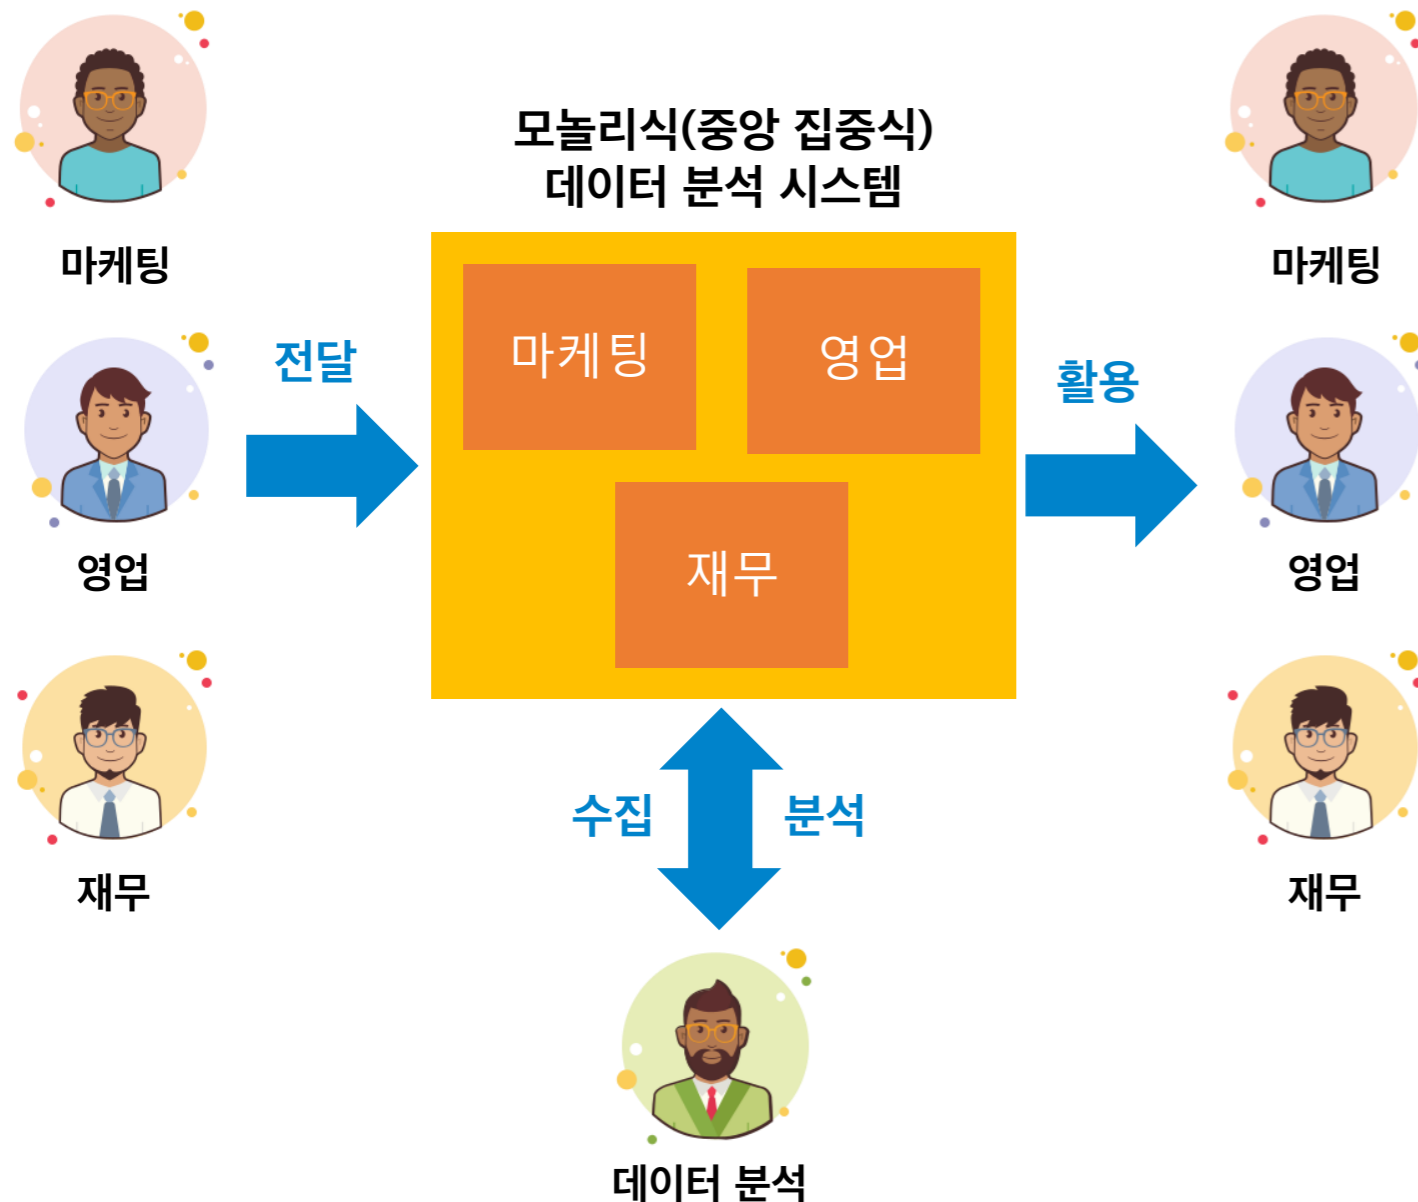 모놀리식(중앙 집중식)
데이터 분석 시스템
마케팅
영업
재무
전달
마케팅
영업
재무
활용
마케팅
영업
재무
수집
분석
데이터 분석